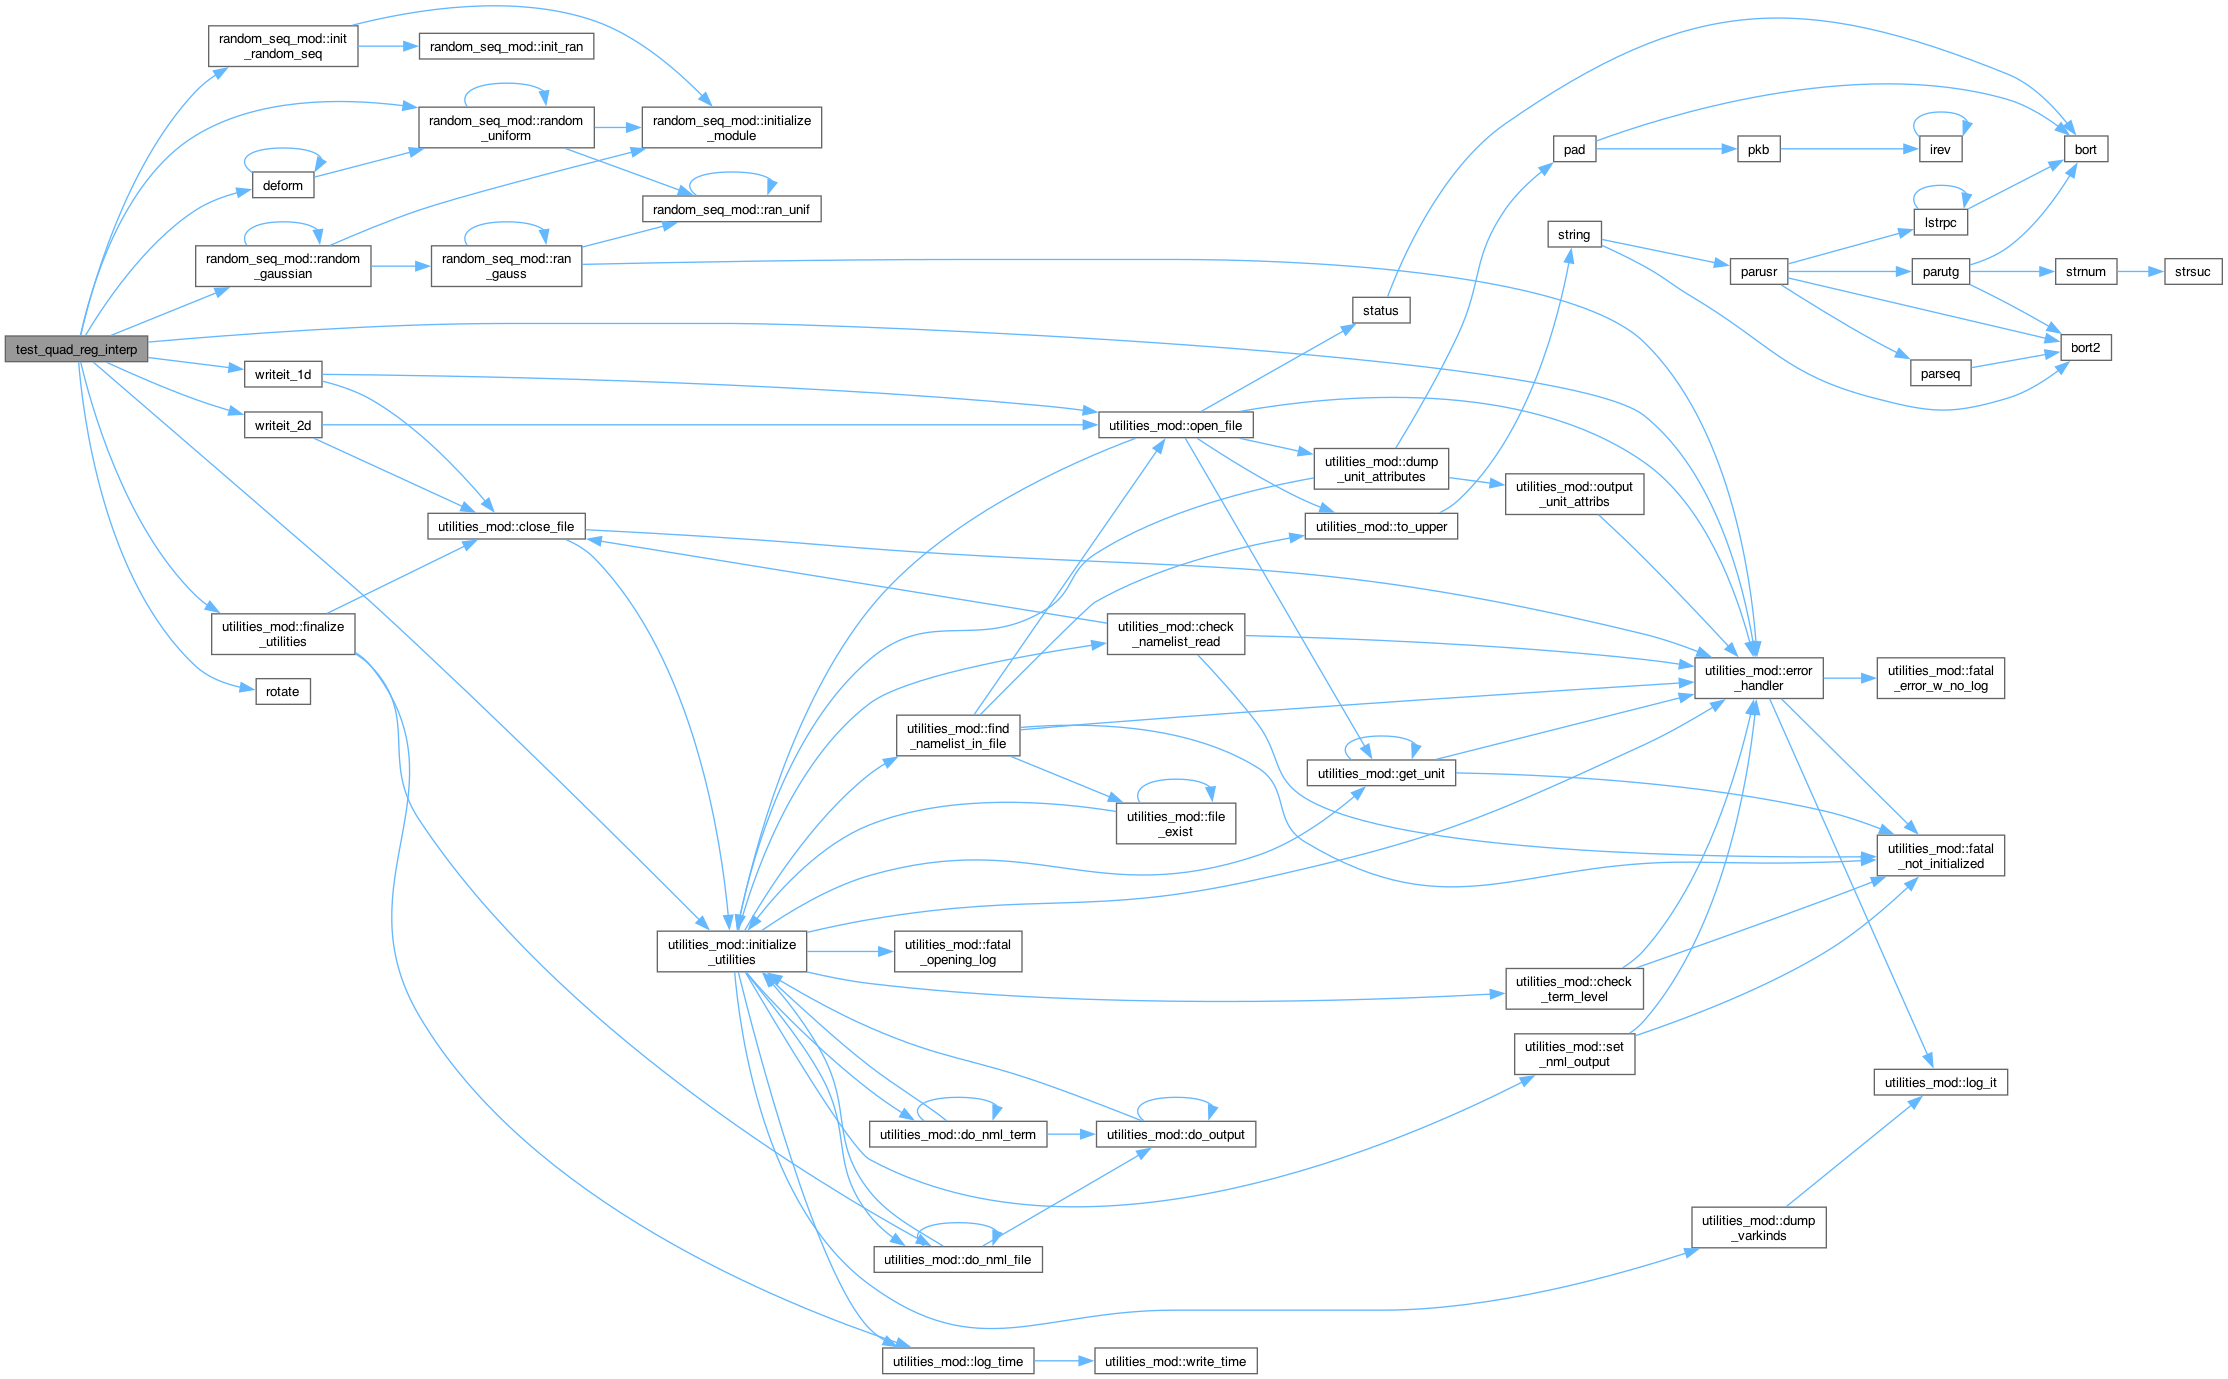 random_seq_mod::init
_random_seq
random_seq_mod::init_ran
random_seq_mod::random
_uniform
random_seq_mod::initialize
_module
deform
random_seq_mod::ran_unif
random_seq_mod::random
_gaussian
random_seq_mod::ran
_gauss
test_quad_reg_interp
writeit_1d
writeit_2d
utilities_mod::close_file
utilities_mod::finalize
_utilities
rotate
utilities_mod::initialize
_utilities
utilities_mod::find
_namelist_in_file
utilities_mod::fatal
_opening_log
utilities_mod::do_nml_term
utilities_mod::do_nml_file
utilities_mod::log_time
utilities_mod::open_file
utilities_mod::check
_namelist_read
utilities_mod::file
_exist
utilities_mod::do_output
utilities_mod::write_time
status
utilities_mod::dump
_unit_attributes
utilities_mod::to_upper
utilities_mod::get_unit
pad
string
utilities_mod::output
_unit_attribs
utilities_mod::check
_term_level
utilities_mod::set
_nml_output
pkb
parusr
utilities_mod::error
_handler
utilities_mod::dump
_varkinds
irev
lstrpc
parutg
parseq
utilities_mod::fatal
_error_w_no_log
utilities_mod::fatal
_not_initialized
utilities_mod::log_it
bort
strnum
bort2
strsuc